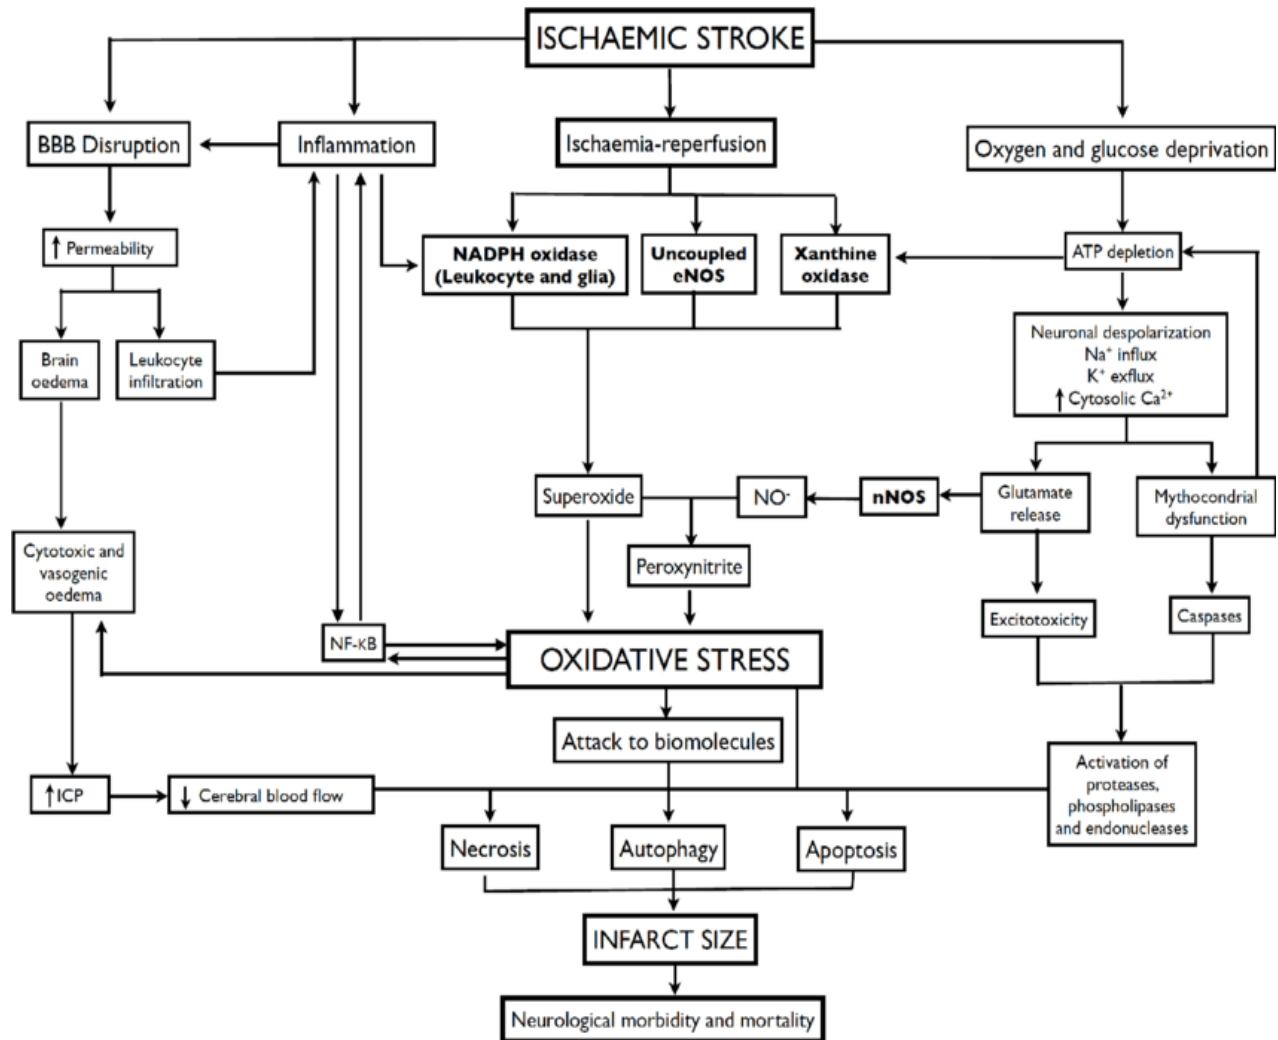 ISCHAEMIC STROKE
BBB Disruption
Inflammation
Ischaemia-reperfusion
Oxygen and glucose deprivation
↑ Permeability
NADPH oxidase
(Leukocyte and glia)
Uncoupled
eNOS
Xanthine
oxidase
ATP depletion
Brain
oedema
Leukocyte
infiltration
Neuronal despolarization
Na⁺ influx
K⁺ exflux
↑ Cytosolic Ca²⁺
Superoxide
NO⁻
nNOS
Glutamate
release
Mythocondrial
dysfunction
Cytotoxic and
vasogenic
oedema
Peroxynitrite
Excitotoxicity
Caspases
NF-κB
OXIDATIVE STRESS
Attack to biomolecules
Activation of
proteases,
phospholipases
and endonucleases
↑ ICP
↓ Cerebral blood flow
Necrosis
Autophagy
Apoptosis
INFARCT SIZE
Neurological morbidity and mortality